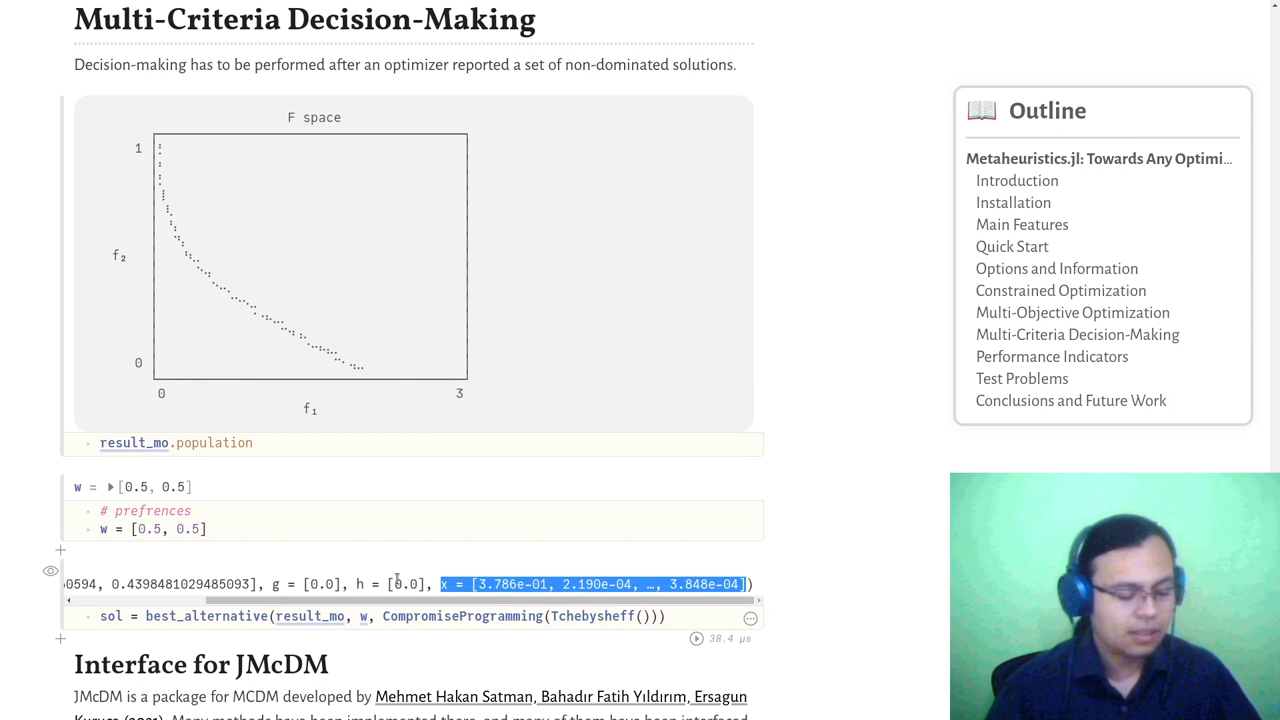 Multi-Criteria Decision-Making
Decision-making has to be performed after an optimizer reported a set of non-dominated solutions.
F space
1
f₂
0
0
3
f₁
result_mo.population
w = [0.5, 0.5]
# prefrences
w = [0.5, 0.5]
0594, 0.4398481029485093], g = [0.0], h = [0.0], x = [3.786e-01, 2.190e-04, …, 3.848e-04])
sol = best_alternative(result_mo, w, CompromiseProgramming(Tchebysheff()))
38.4 μs
Interface for JMcDM
JMcDM is a package for MCDM developed by Mehmet Hakan Satman, Bahadır Fatih Yıldırım, Ersagun
📖 Outline
Metaheuristics.jl: Towards Any Optimi…
Introduction
Installation
Main Features
Quick Start
Options and Information
Constrained Optimization
Multi-Objective Optimization
Multi-Criteria Decision-Making
Performance Indicators
Test Problems
Conclusions and Future Work